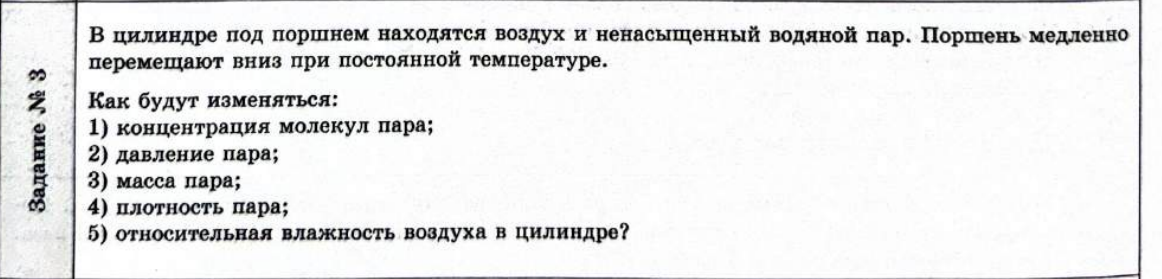 Задание № 3
В цилиндре под поршнем находятся воздух и ненасыщенный водяной пар. Поршень медленно
перемещают вниз при постоянной температуре.
Как будут изменяться:
1) концентрация молекул пара;
2) давление пара;
3) масса пара;
4) плотность пара;
5) относительная влажность воздуха в цилиндре?